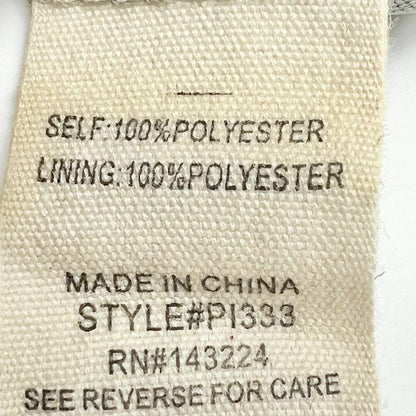 SELF:100%POLYESTER
LINING:100%POLYESTER
MADE IN CHINA
STYLE#PI333
RN#143224
SEE REVERSE FOR CARE